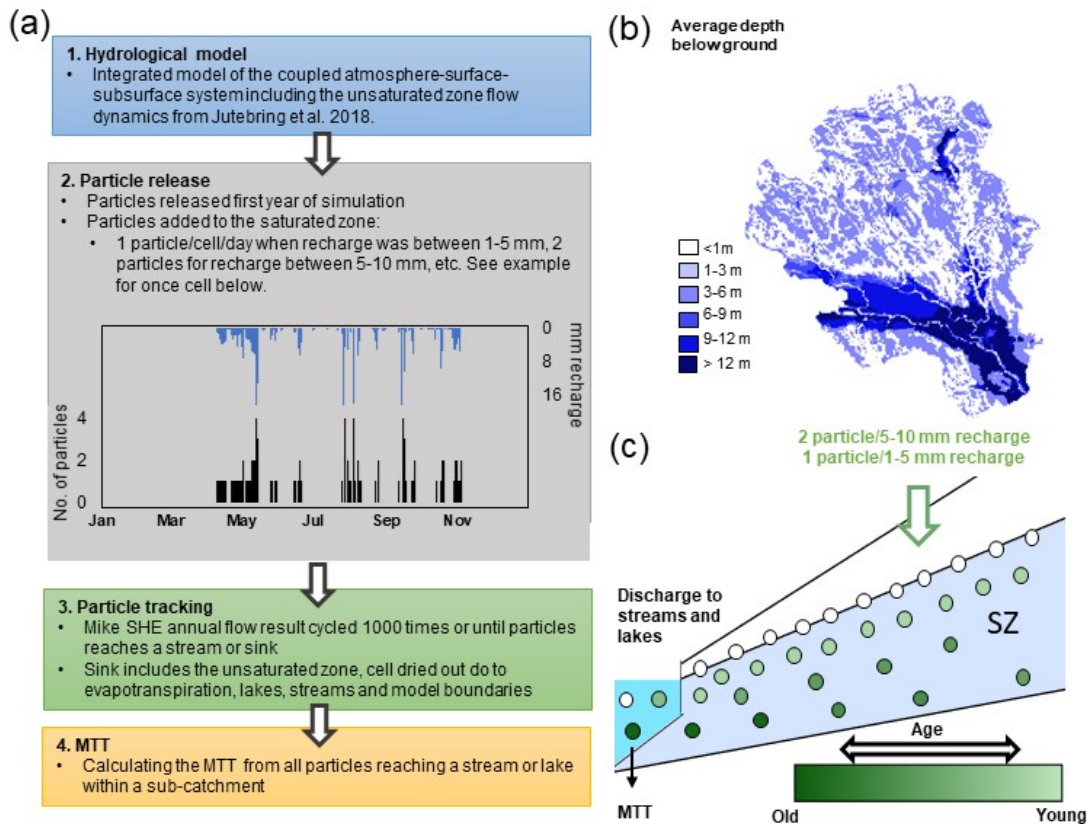 (a)
1. Hydrological model
• Integrated model of the coupled atmosphere-surface-
subsurface system including the unsaturated zone flow
dynamics from Jutebring et al. 2018.
2. Particle release
• Particles released first year of simulation
• Particles added to the saturated zone:
• 1 particle/cell/day when recharge was between 1-5 mm, 2
particles for recharge between 5-10 mm, etc. See example
for once cell below.
0
8
16
mm recharge
4
2
0
No. of particles
Jan Mar May Jul Sep Nov
3. Particle tracking
• Mike SHE annual flow result cycled 1000 times or until particles
reaches a stream or sink
• Sink includes the unsaturated zone, cell dried out do to
evapotranspiration, lakes, streams and model boundaries
4. MTT
• Calculating the MTT from all particles reaching a stream or lake
within a sub-catchment
(b)
Average depth
below ground
<1m
1-3 m
3-6 m
6-9 m
9-12 m
> 12 m
(c)
2 particle/5-10 mm recharge
1 particle/1-5 mm recharge
Discharge to
streams and
lakes
SZ
Age
MTT
Old
Young